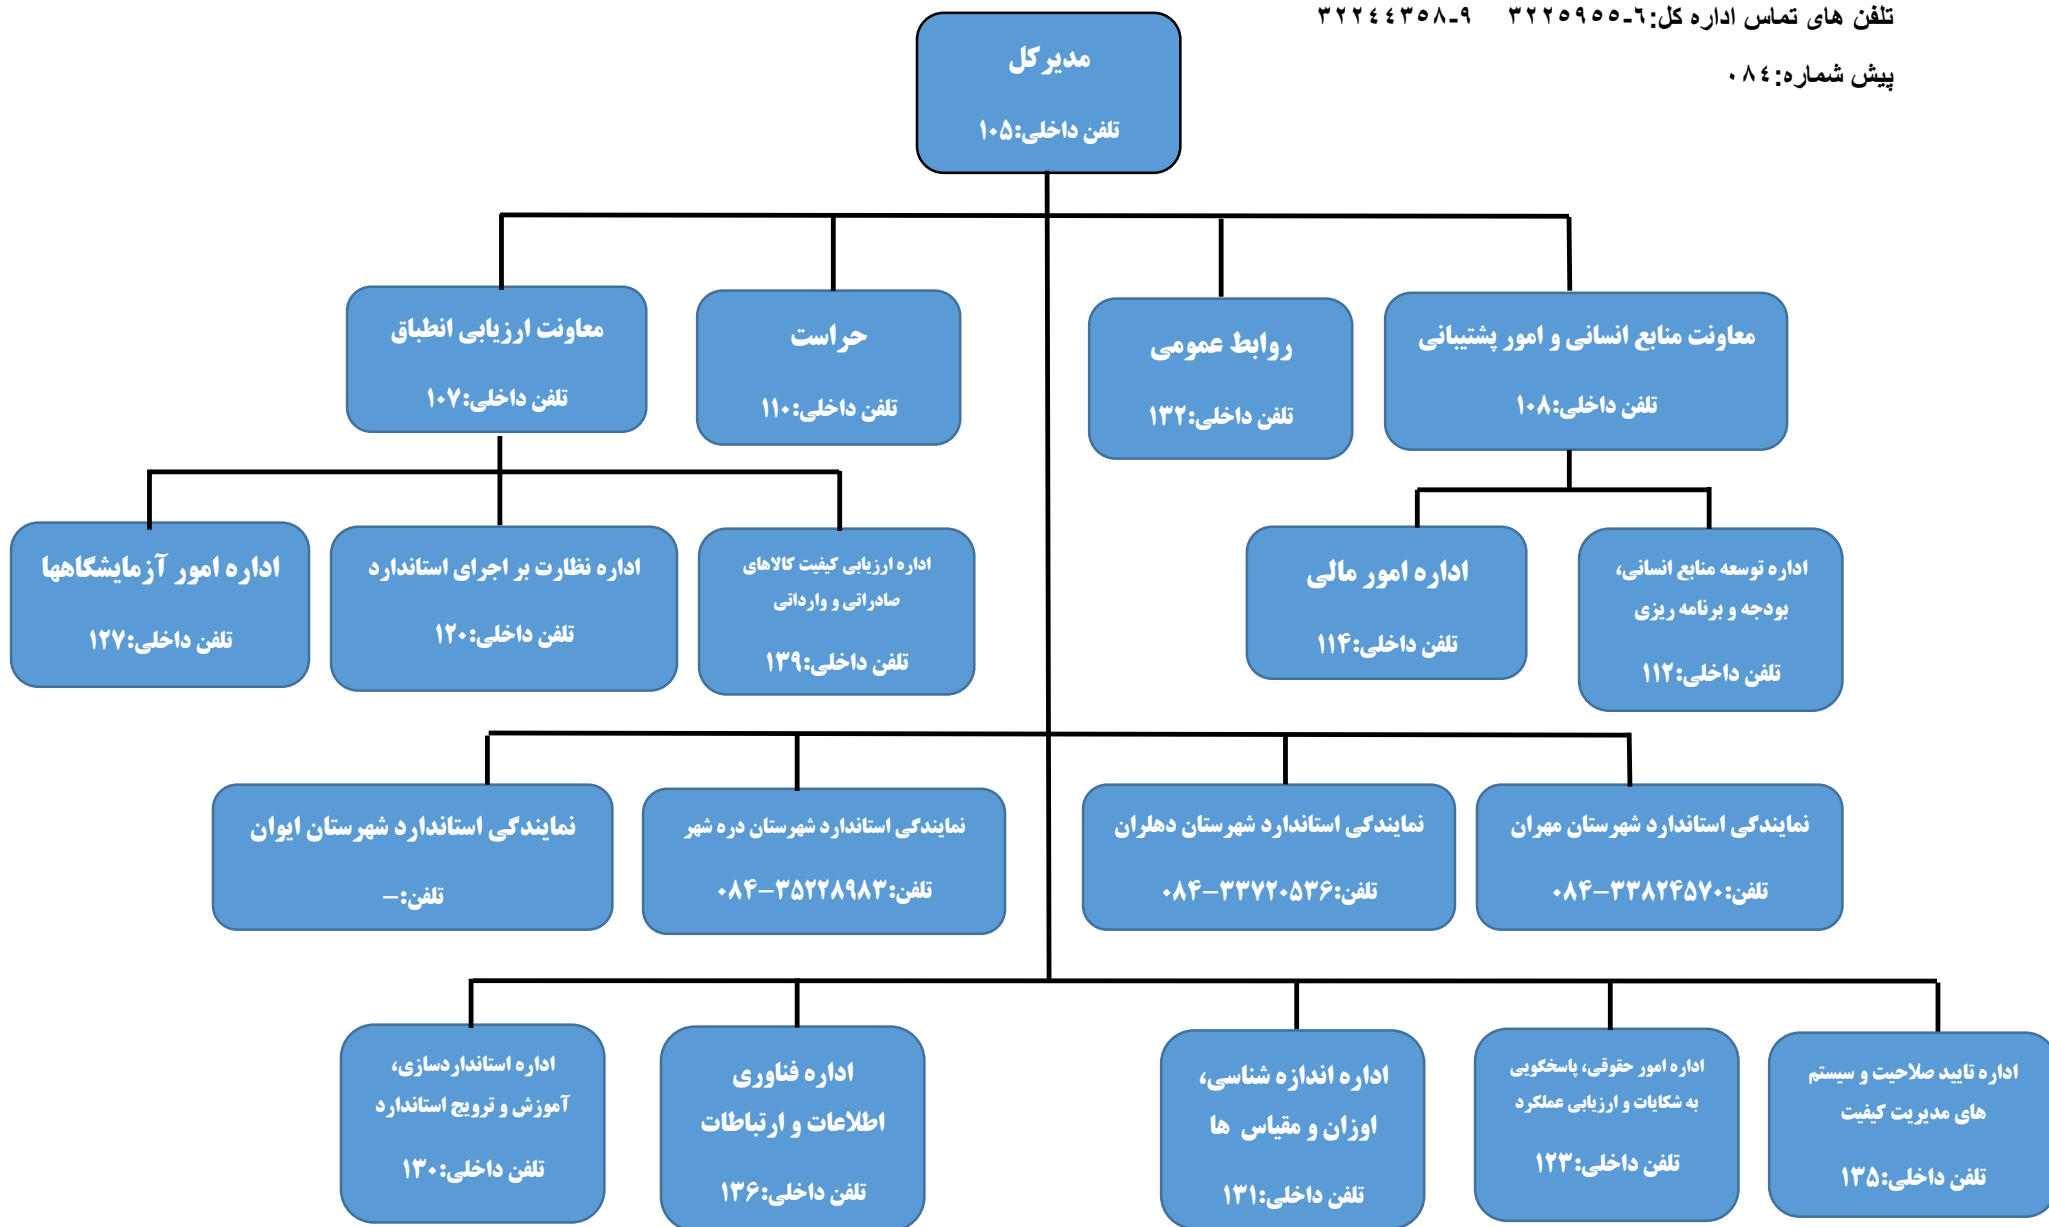 تلفن های تماس اداره کل:٦-٣٢٢٥٩٥٥ ٩-٣٢٢٤٤٣٥٨
پیش شماره:٠٨٤
مدیر کل
تلفن داخلی:۱۰۵
معاونت منابع انسانی و امور پشتیبانی
تلفن داخلی:۱۰۸
روابط عمومی
تلفن داخلی:۱۳۲
حراست
تلفن داخلی:۱۱۰
معاونت ارزیابی انطباق
تلفن داخلی:۱۰۷
اداره توسعه منابع انسانی،
بودجه و برنامه ریزی
تلفن داخلی:۱۱۲
اداره امور مالی
تلفن داخلی:۱۱۴
اداره ارزیابی کیفیت کالاهای
صادراتی و وارداتی
تلفن داخلی:۱۳۹
اداره نظارت بر اجرای استاندارد
تلفن داخلی:۱۲۰
اداره امور آزمایشگاهها
تلفن داخلی:۱۲۷
نمایندگی استاندارد شهرستان مهران
تلفن:۳۳۸۲۴۵۷۰-۰۸۴
نمایندگی استاندارد شهرستان دهلران
تلفن:۳۳۷۲۰۵۳۶-۰۸۴
نمایندگی استاندارد شهرستان دره شهر
تلفن:۳۵۲۲۸۹۸۳-۰۸۴
نمایندگی استاندارد شهرستان ایوان
تلفن:-
اداره تایید صلاحیت و سیستم
های مدیریت کیفیت
تلفن داخلی:۱۳۵
اداره امور حقوقی، پاسخگویی
به شکایات و ارزیابی عملکرد
تلفن داخلی:۱۲۳
اداره اندازه شناسی،
اوزان و مقیاس ها
تلفن داخلی:۱۳۱
اداره فناوری
اطلاعات و ارتباطات
تلفن داخلی:۱۳۶
اداره استانداردسازی،
آموزش و ترویج استاندارد
تلفن داخلی:۱۳۰